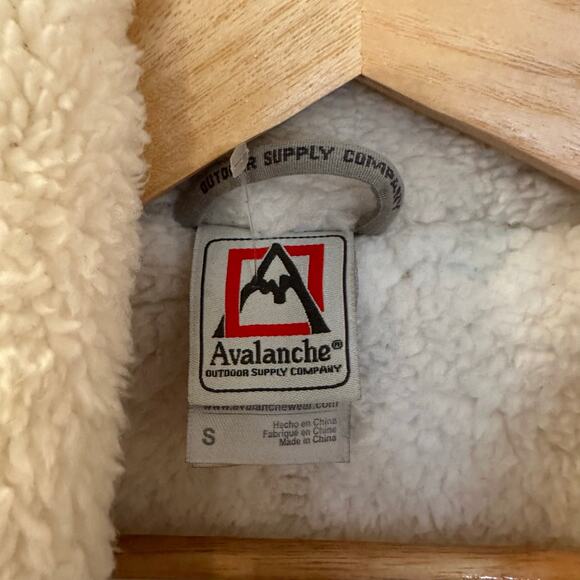 OUTDOOR SUPPLY COMPANY
Avalanche®
OUTDOOR SUPPLY COMPANY
www.avalanchewear.com
S
Hecho en China
Fabriqué en Chine
Made in China